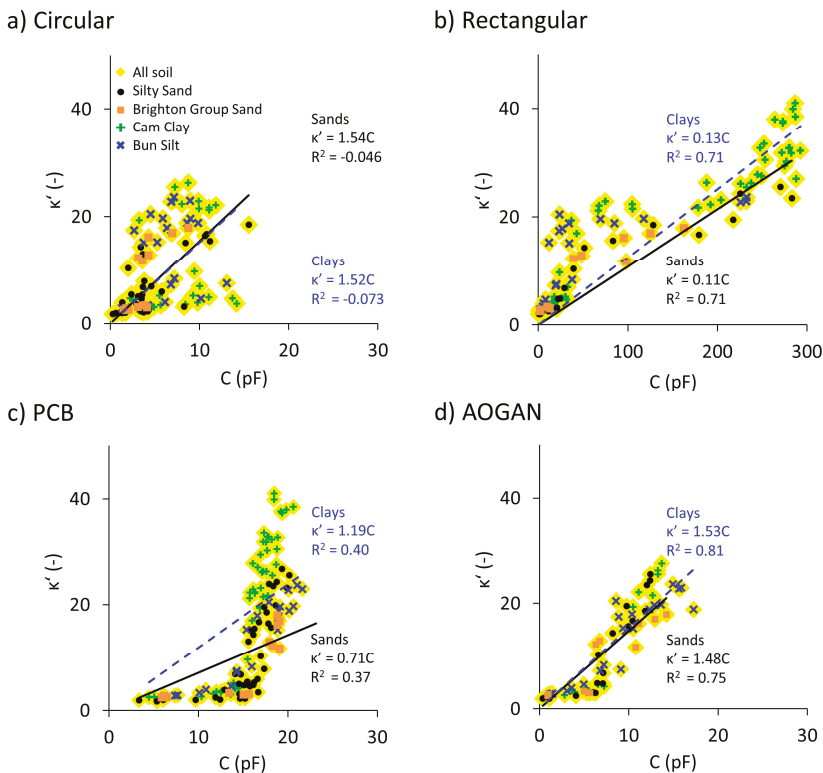 a) Circular
b) Rectangular
All soil
Silty Sand
Brighton Group Sand
Cam Clay
Bun Silt
Sands
κ’ = 1.54C
R² = -0.046
Clays
κ’ = 1.52C
R² = -0.073
κ’ (-)
40
20
0
0
10
20
30
C (pF)
Clays
κ’ = 0.13C
R² = 0.71
Sands
κ’ = 0.11C
R² = 0.71
κ’ (-)
40
20
0
0
100
200
300
C (pF)
c) PCB
d) AOGAN
Clays
κ’ = 1.19C
R² = 0.40
Sands
κ’ = 0.71C
R² = 0.37
κ’ (-)
40
20
0
0
10
20
30
C (pF)
Clays
κ’ = 1.53C
R² = 0.81
Sands
κ’ = 1.48C
R² = 0.75
κ’ (-)
40
20
0
0
10
20
30
C (pF)